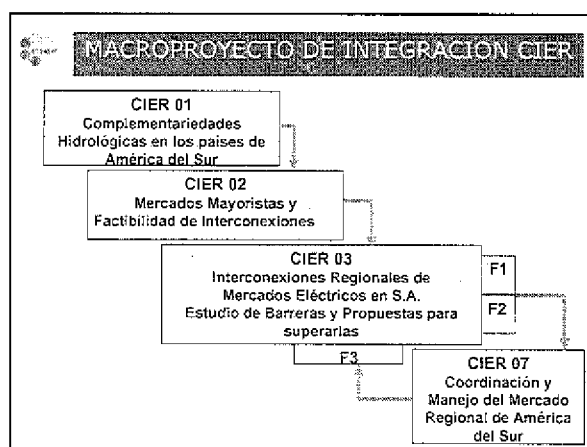 MACROPROYECTO DE INTEGRACION CIER
CIER 01
Complementariedades
Hidrológicas en los paises de
América del Sur
CIER 02
Mercados Mayoristas y
Factibilidad de Interconexiones
CIER 03
Interconexiones Regionales de
Mercados Eléctricos en S.A.
Estudio de Barreras y Propuestas para
superarlas
F1
F2
F3
CIER 07
Coordinación y
Manejo del Mercado
Regional de América
del Sur